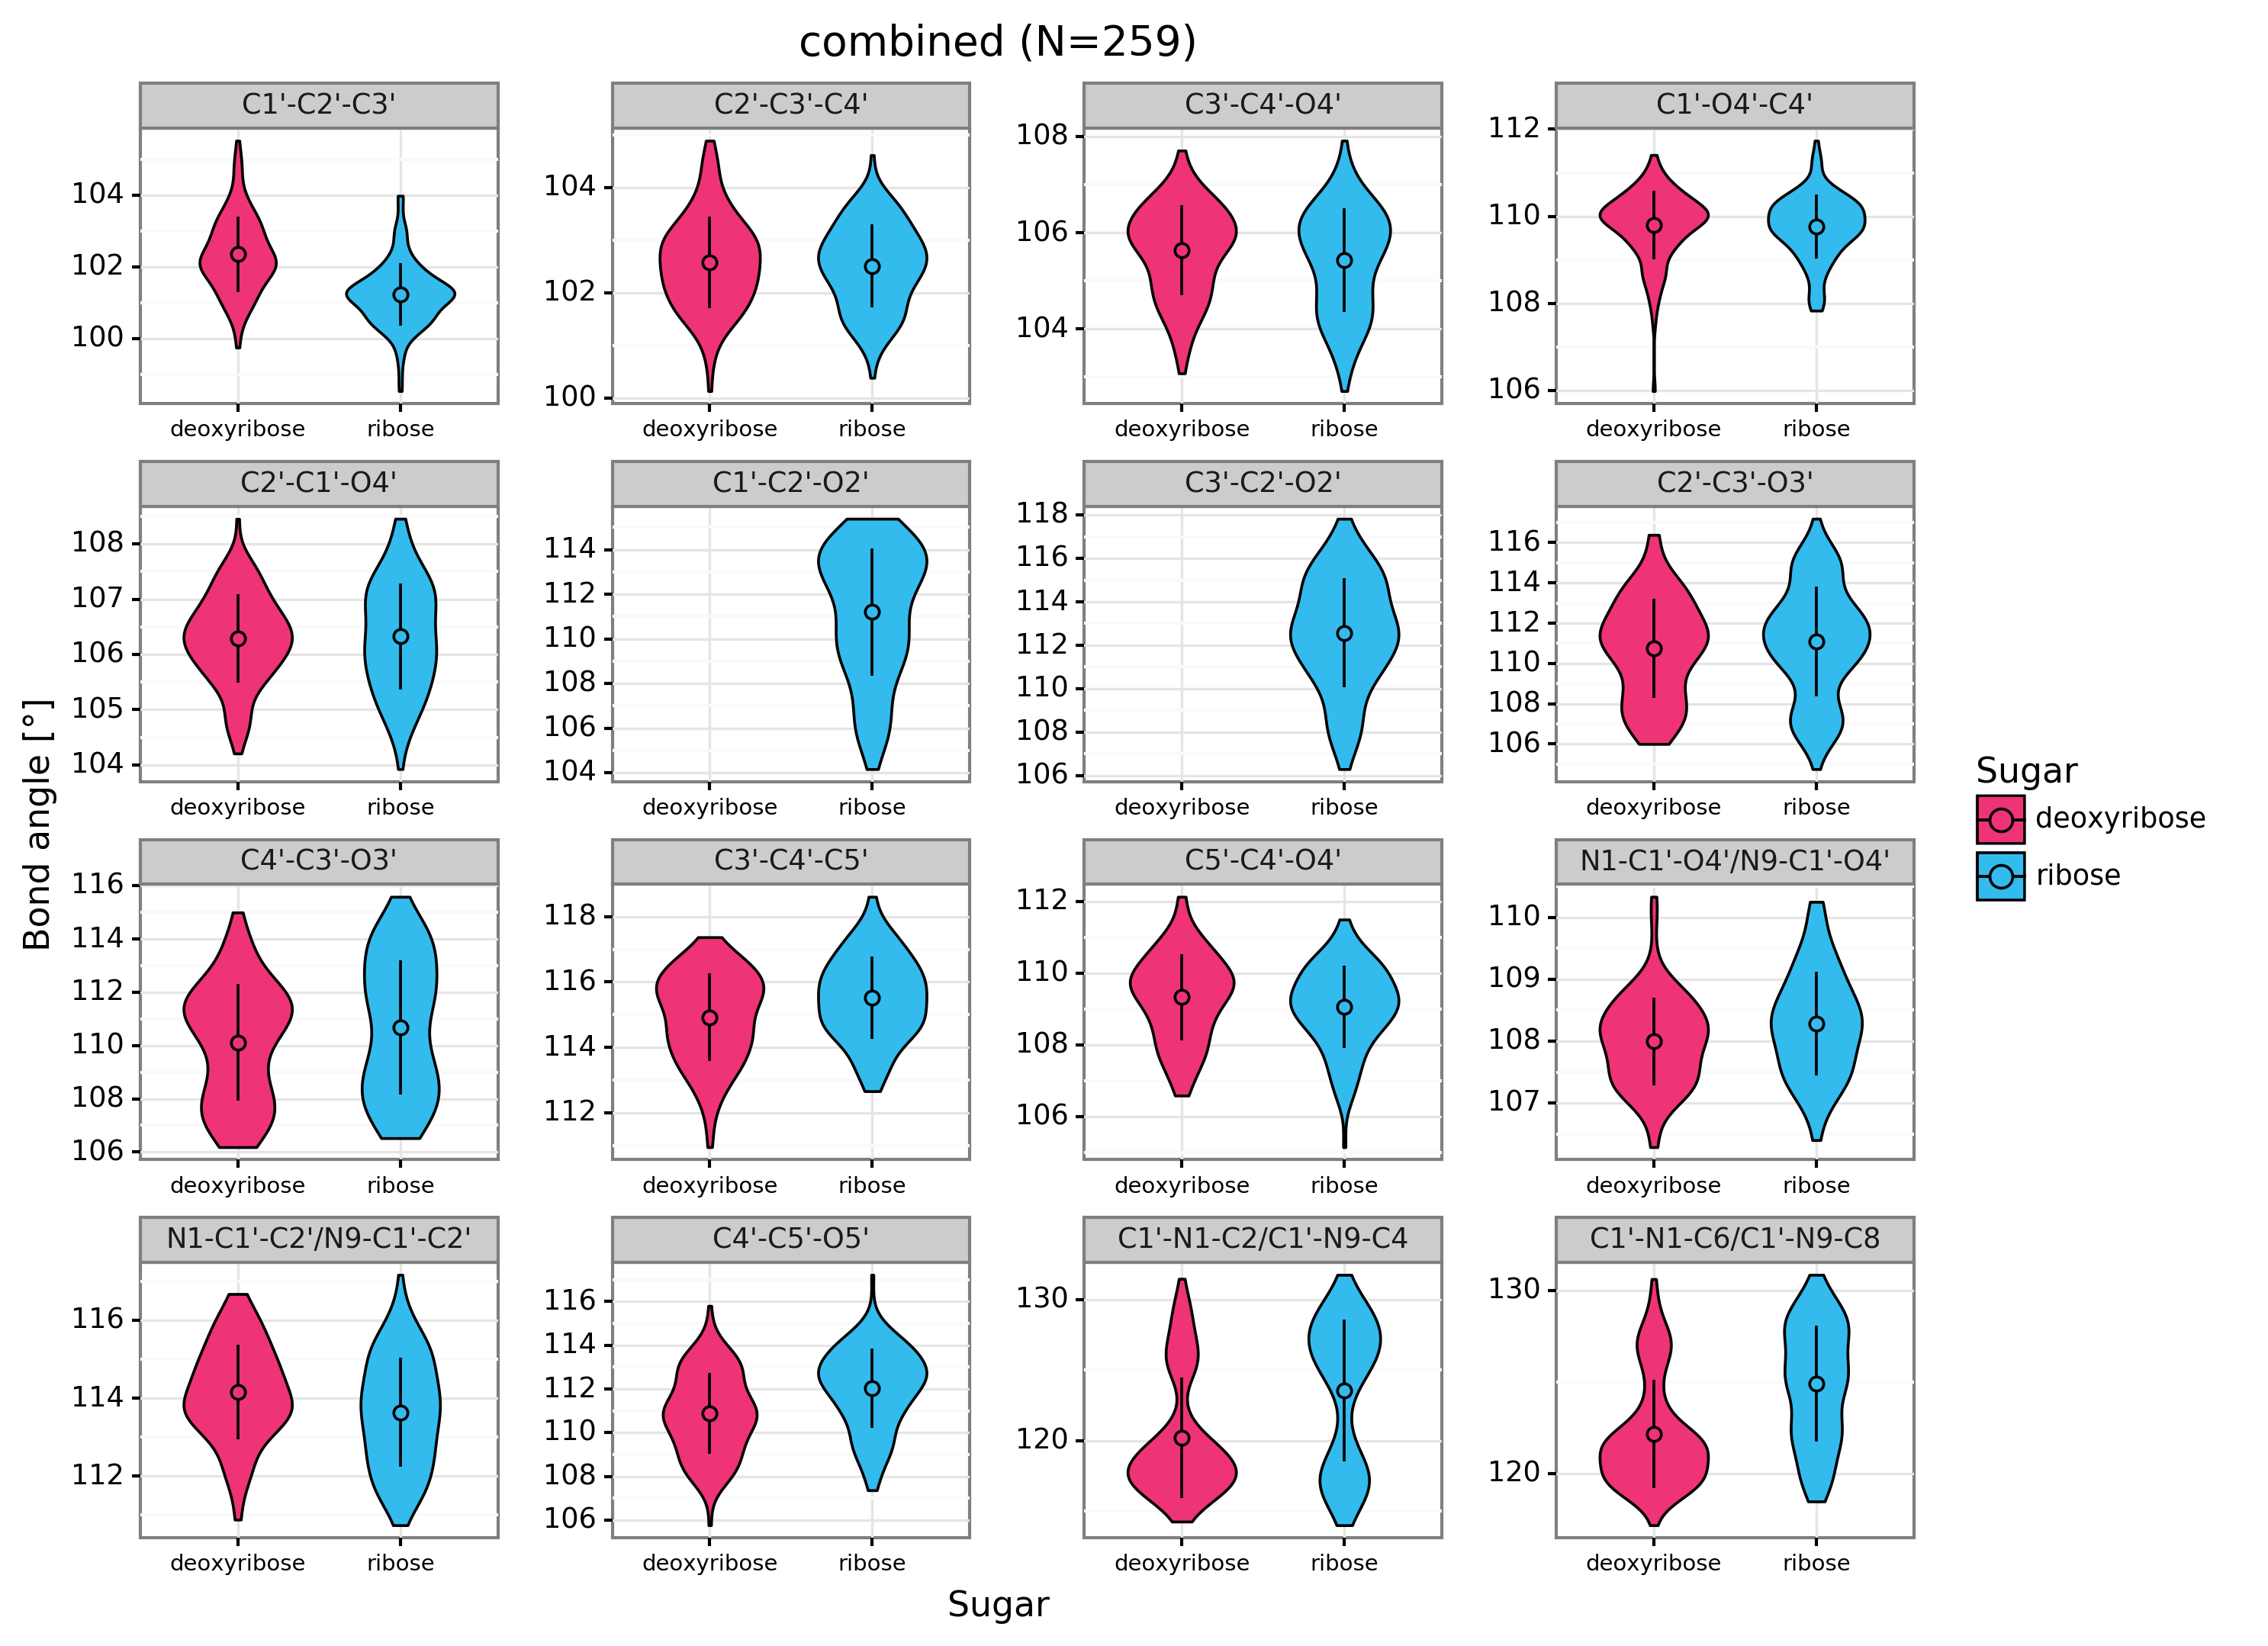 combined (N=259)
C1'-C2'-C3'
C2'-C3'-C4'
C3'-C4'-O4'
C1'-O4'-C4'
104
102
100
104
102
100
108
106
104
112
110
108
106
deoxyribose ribose
deoxyribose ribose
deoxyribose ribose
deoxyribose ribose
C2'-C1'-O4'
C1'-C2'-O2'
C3'-C2'-O2'
C2'-C3'-O3'
108
107
106
105
104
114
112
110
108
106
104
118
116
114
112
110
108
106
116
114
112
110
108
106
deoxyribose ribose
deoxyribose ribose
deoxyribose ribose
deoxyribose ribose
C4'-C3'-O3'
C3'-C4'-C5'
C5'-C4'-O4'
N1-C1'-O4'/N9-C1'-O4'
116
114
112
110
108
106
118
116
114
112
112
110
108
106
110
109
108
107
deoxyribose ribose
deoxyribose ribose
deoxyribose ribose
deoxyribose ribose
N1-C1'-C2'/N9-C1'-C2'
C4'-C5'-O5'
C1'-N1-C2/C1'-N9-C4
C1'-N1-C6/C1'-N9-C8
116
114
112
116
114
112
110
108
106
130
120
130
120
deoxyribose ribose
deoxyribose ribose
deoxyribose ribose
deoxyribose ribose
Bond angle [°]
Sugar
Sugar
deoxyribose
ribose